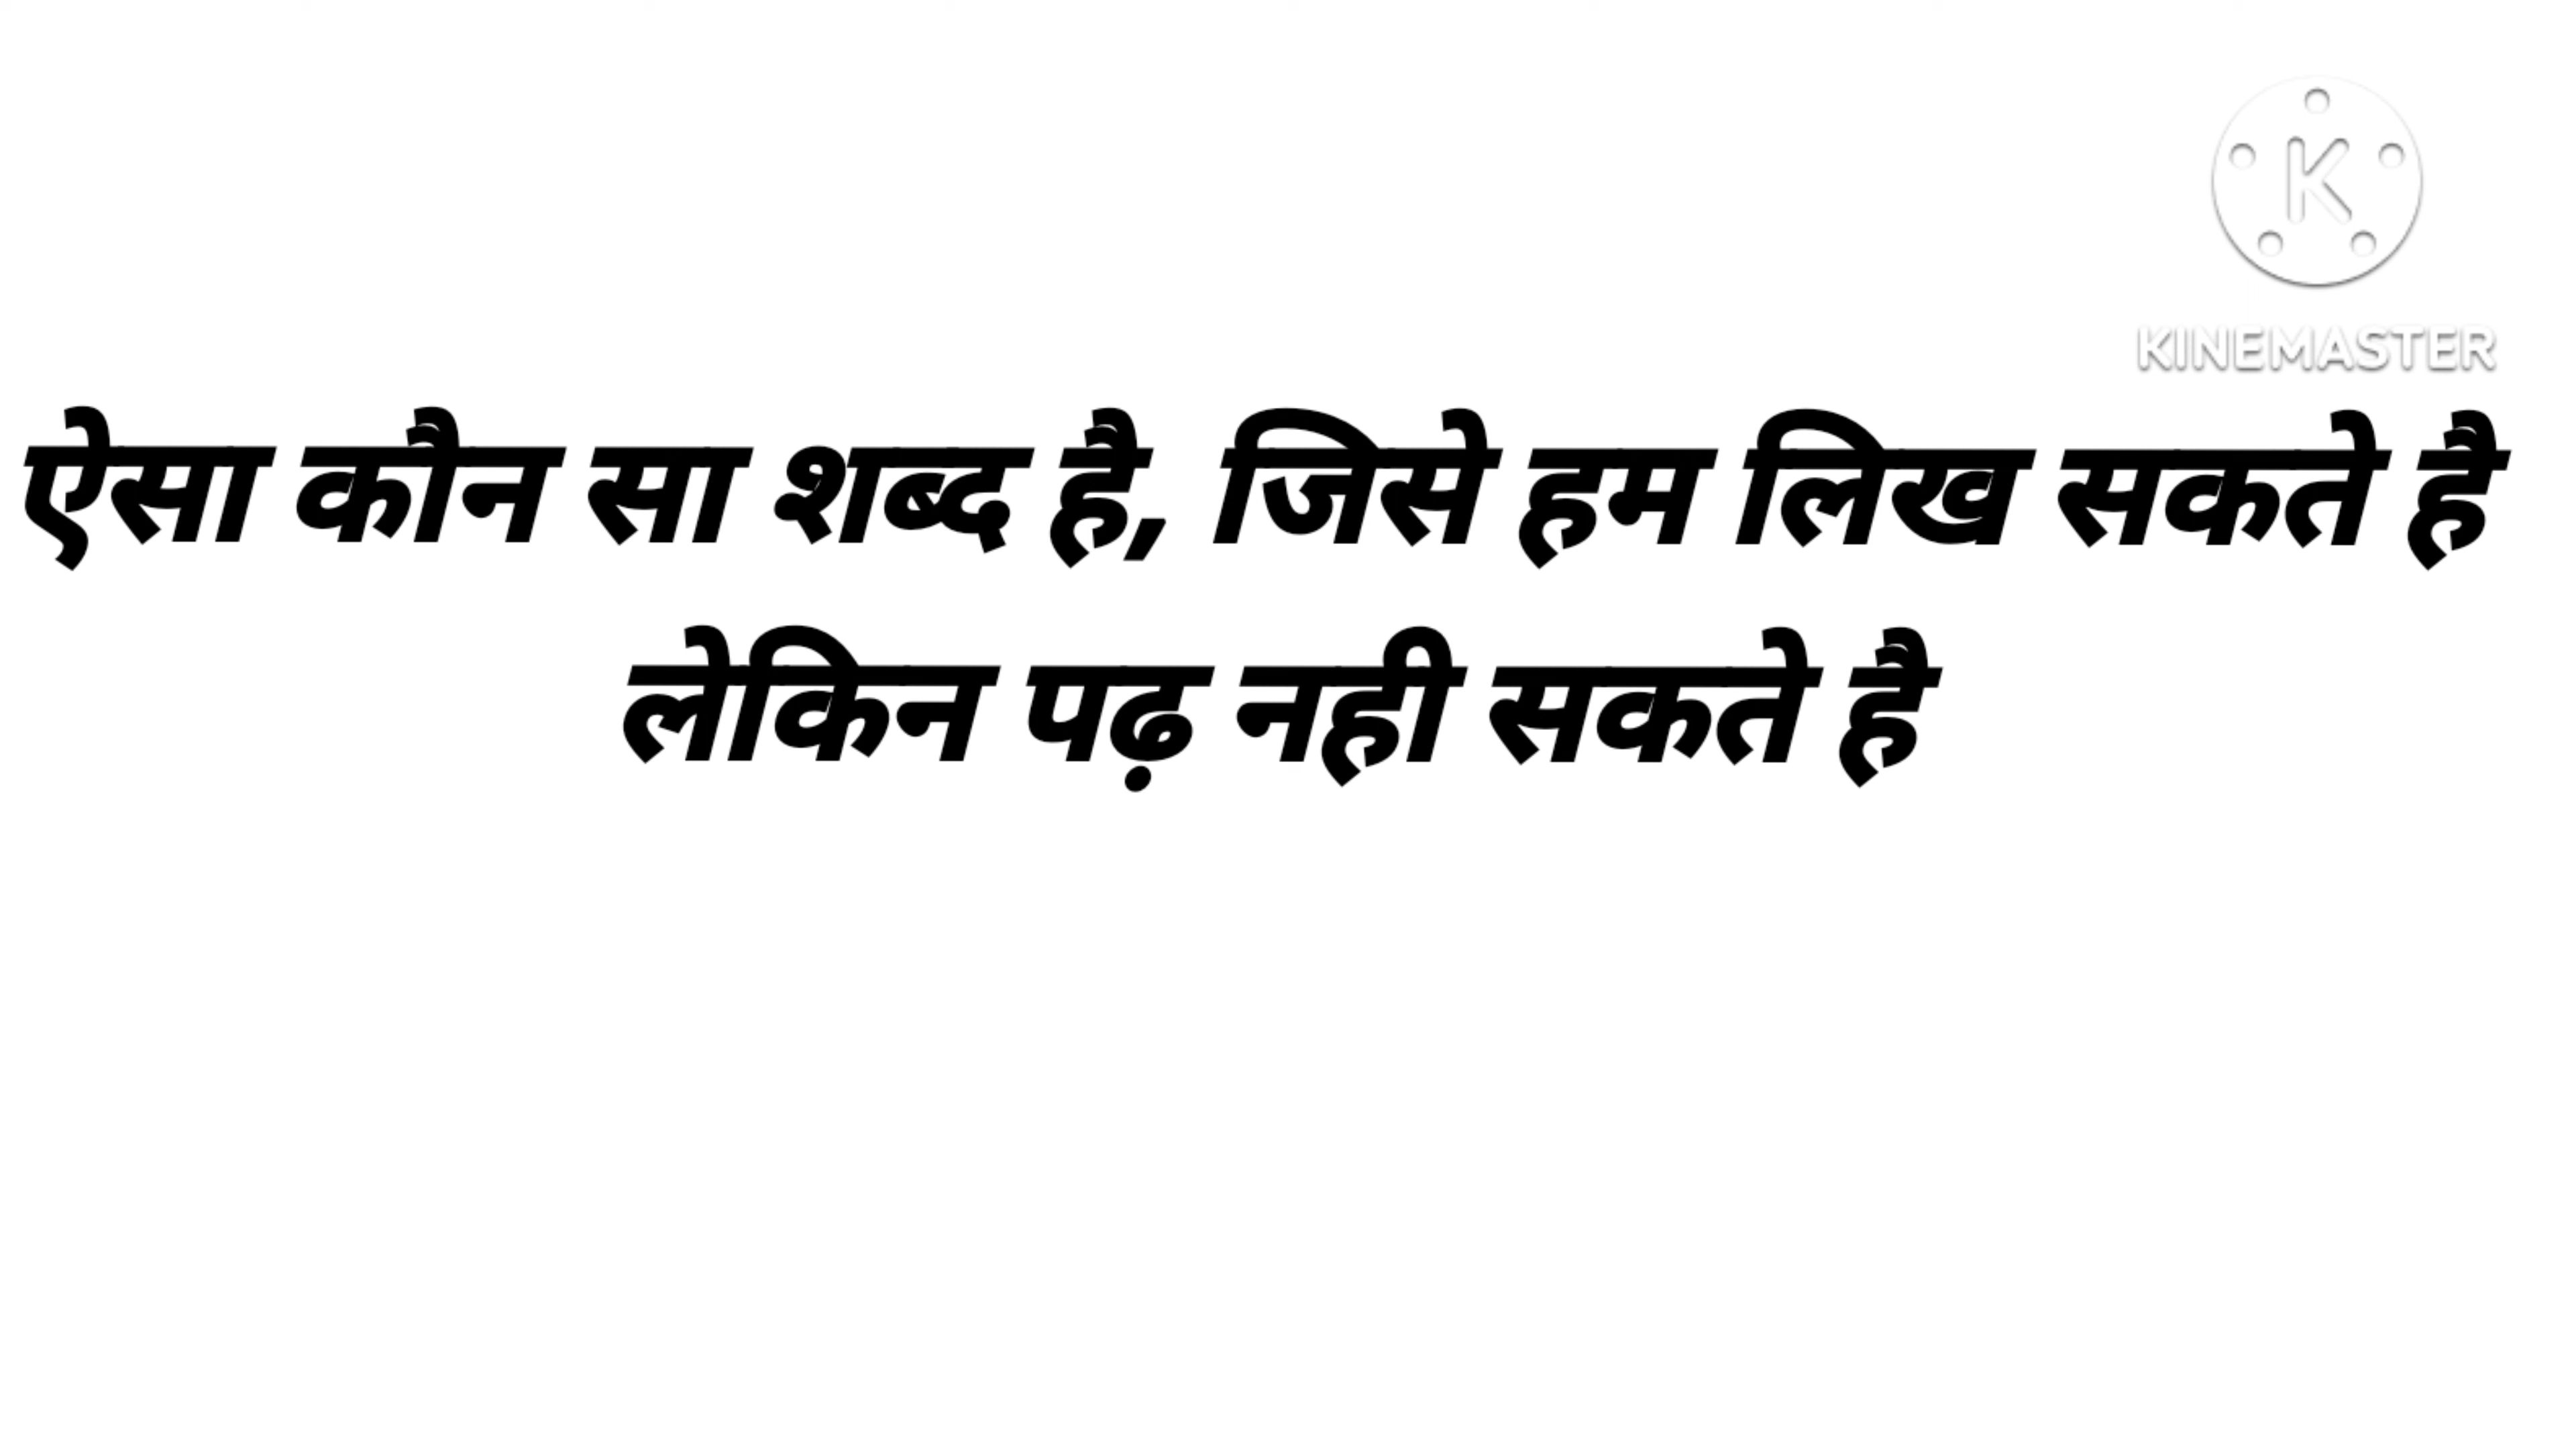 KINEMASTER
ऐसा कौन सा शब्द है, जिसे हम लिख सकते है
लेकिन पढ़ नही सकते है